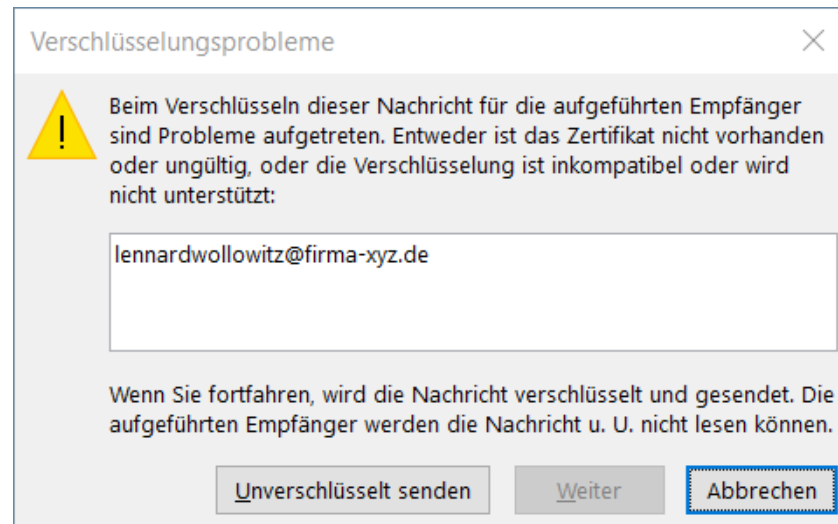 Verschlüsselungsprobleme
Beim Verschlüsseln dieser Nachricht für die aufgeführten Empfänger
sind Probleme aufgetreten. Entweder ist das Zertifikat nicht vorhanden
oder ungültig, oder die Verschlüsselung ist inkompatibel oder wird
nicht unterstützt:
lennardwollowitz@firma-xyz.de
Wenn Sie fortfahren, wird die Nachricht verschlüsselt und gesendet. Die
aufgeführten Empfänger werden die Nachricht u. U. nicht lesen können.
Unverschlüsselt senden Weiter Abbrechen